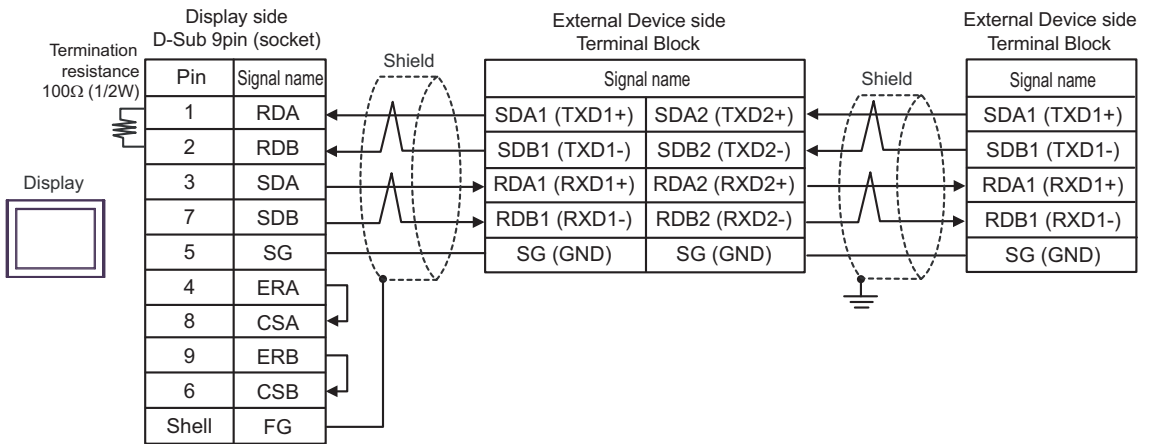 Display side
D-Sub 9pin (socket)
External Device side
Terminal Block
External Device side
Terminal Block
Termination
resistance
100Ω (1/2W)
Shield
Shield
Display
Pin Signal name
1 RDA
2 RDB
3 SDA
7 SDB
5 SG
4 ERA
8 CSA
9 ERB
6 CSB
Shell FG
Signal name
SDA1 (TXD1+) SDA2 (TXD2+)
SDB1 (TXD1-) SDB2 (TXD2-)
RDA1 (RXD1+) RDA2 (RXD2+)
RDB1 (RXD1-) RDB2 (RXD2-)
SG (GND) SG (GND)
Signal name
SDA1 (TXD1+)
SDB1 (TXD1-)
RDA1 (RXD1+)
RDB1 (RXD1-)
SG (GND)